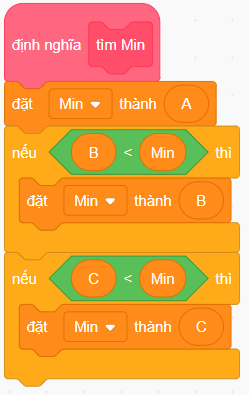 định nghĩa tìm Min
đặt Min thành A
nếu B < Min thì
đặt Min thành B
nếu C < Min thì
đặt Min thành C